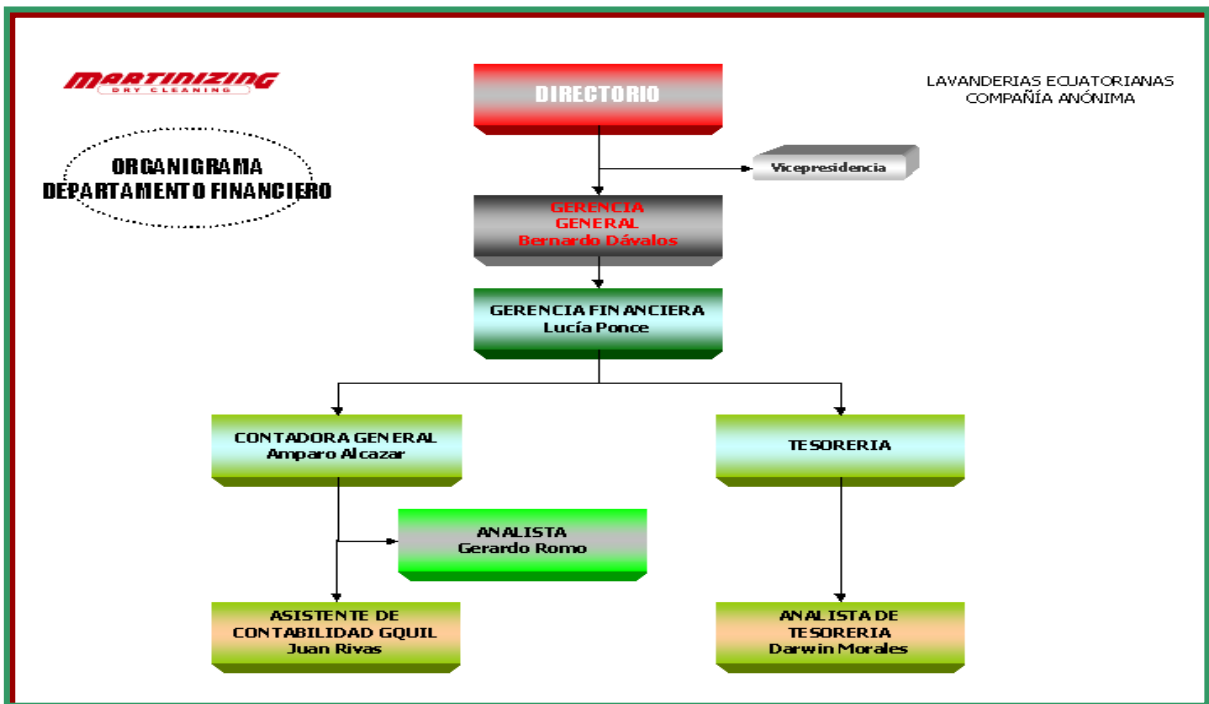 MARTINIZING
DRY CLEANING
DIRECTORIO
LAVANDERIAS ECUATORIANAS
COMPAÑÍA ANÓNIMA
ORGANIGRAMA
DEPARTAMENTO FINANCIERO
Vicepresidencia
GERENCIA
GENERAL
Bernardo Dávalos
GERENCIA FINANCIERA
Lucía Ponce
CONTADORA GENERAL
Amparo Alcazar
TESORERIA
ANALISTA
Gerardo Romo
ASISTENTE DE
CONTABILIDAD GQUIL
Juan Rivas
ANALISTA DE
TESORERIA
Darwin Morales